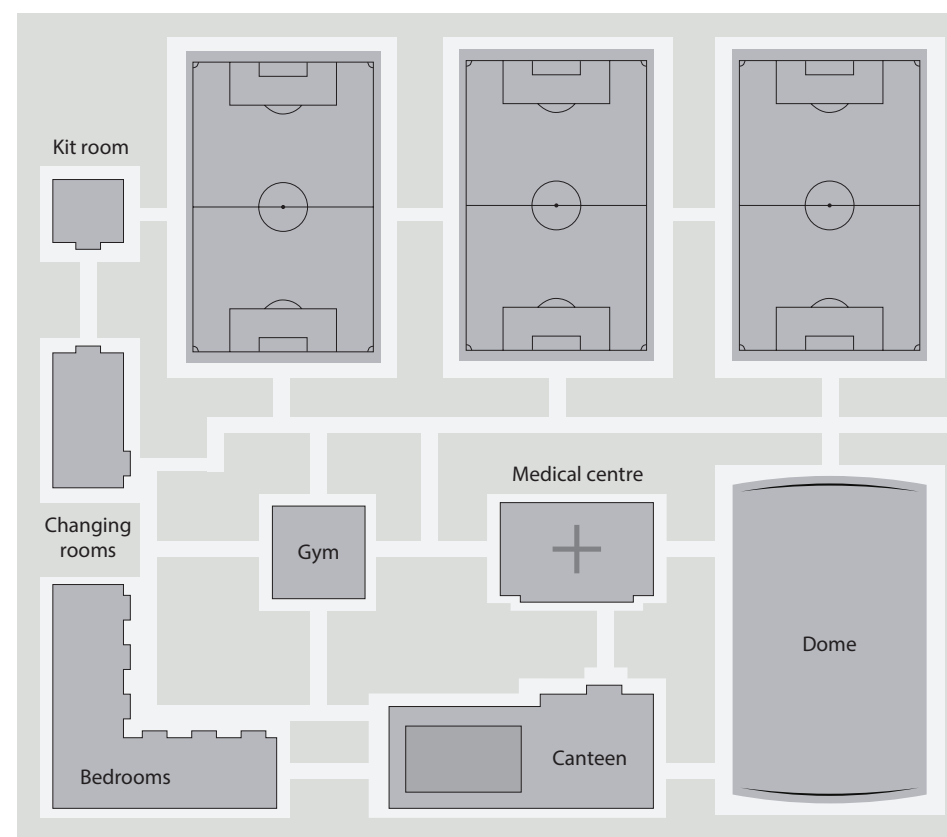 Kit room
Medical centre
Changing
rooms
Gym
Dome
Canteen
Bedrooms